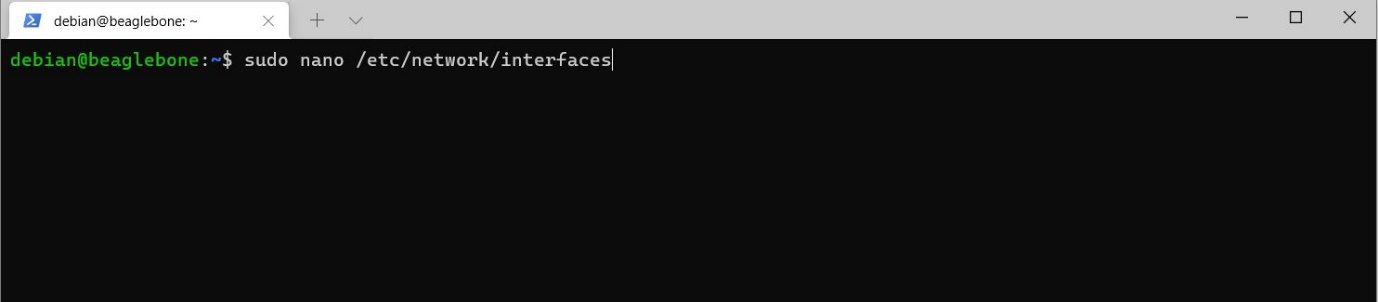 debian@beaglebone: ~
debian@beaglebone:~$ sudo nano /etc/network/interfaces